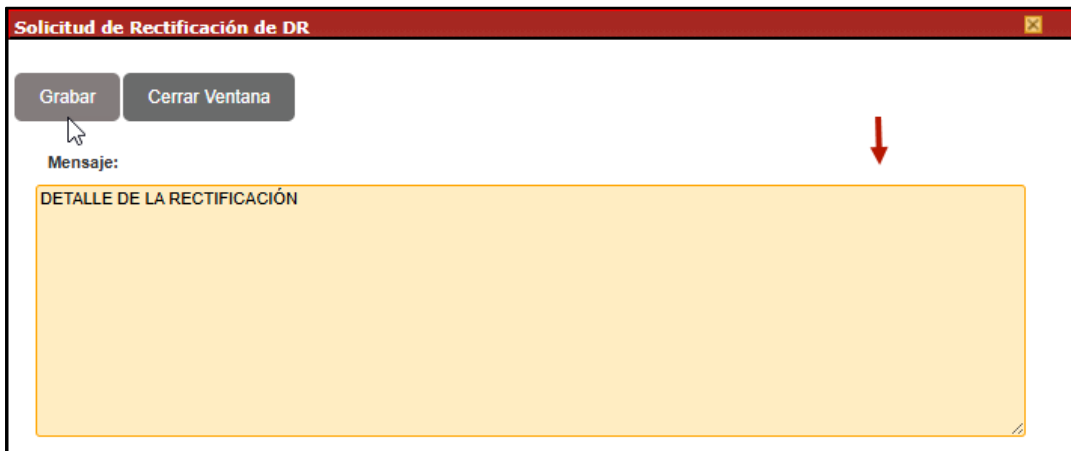 Solicitud de Rectificación de DR
Grabar Cerrar Ventana
Mensaje:
DETALLE DE LA RECTIFICACIÓN